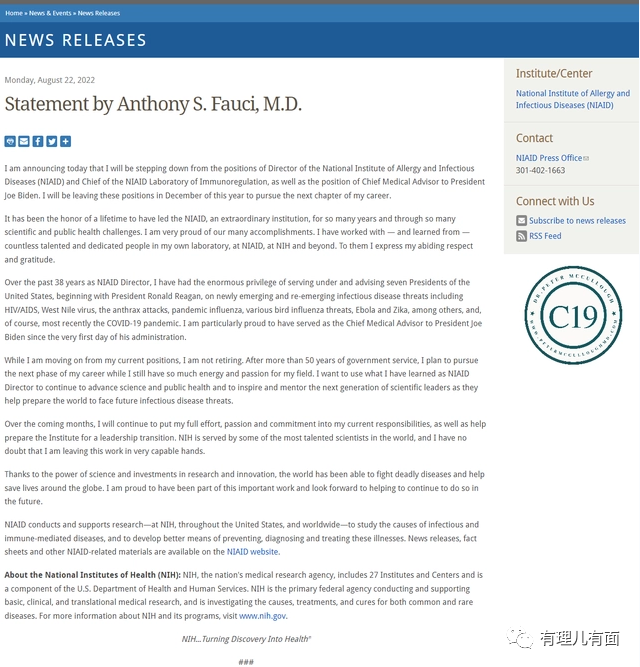 Home » News & Events » News Releases
NEWS RELEASES
Monday, August 22, 2022
Statement by Anthony S. Fauci, M.D.
I am announcing today that I will be stepping down from the positions of Director of the National Institute of Allergy and Infectious
Diseases (NIAID) and Chief of the NIAID Laboratory of Immunoregulation, as well as the position of Chief Medical Advisor to President
Joe Biden. I will be leaving these positions in December of this year to pursue the next chapter of my career.
It has been the honor of a lifetime to have led the NIAID, an extraordinary institution, for so many years and through so many
scientific and public health challenges. I am very proud of our many accomplishments. I have worked with — and learned from —
countless talented and dedicated people in my own laboratory, at NIAID, at NIH and beyond. To them I express my abiding respect
and gratitude.
Over the past 38 years as NIAID Director, I have had the enormous privilege of serving under and advising seven Presidents of the
United States, beginning with President Ronald Reagan, on newly emerging and re-emerging infectious disease threats including
HIV/AIDS, West Nile virus, the anthrax attacks, pandemic influenza, various bird influenza threats, Ebola and Zika, among others, and,
of course, most recently the COVID-19 pandemic. I am particularly proud to have served as the Chief Medical Advisor to President Joe
Biden since the very first day of his administration.
While I am moving on from my current positions, I am not retiring. After more than 50 years of government service, I plan to pursue
the next phase of my career while I still have so much energy and passion for my field. I want to use what I have learned as NIAID
Director to continue to advance science and public health and to inspire and mentor the next generation of scientific leaders as they
help prepare the world to face future infectious disease threats.
Over the coming months, I will continue to put my full effort, passion and commitment into my current responsibilities, as well as help
prepare the Institute for a leadership transition. NIH is served by some of the most talented scientists in the world, and I have no
doubt that I am leaving this work in very capable hands.
Thanks to the power of science and investments in research and innovation, the world has been able to fight deadly diseases and help
save lives around the globe. I am proud to have been part of this important work and look forward to helping to continue to do so in
the future.
NIAID conducts and supports research—at NIH, throughout the United States, and worldwide—to study the causes of infectious and
immune-mediated diseases, and to develop better means of preventing, diagnosing and treating these illnesses. News releases, fact
sheets and other NIAID-related materials are available on the NIAID website.
About the National Institutes of Health (NIH): NIH, the nation's medical research agency, includes 27 Institutes and Centers and is
a component of the U.S. Department of Health and Human Services. NIH is the primary federal agency conducting and supporting
basic, clinical, and translational medical research, and is investigating the causes, treatments, and cures for both common and rare
diseases. For more information about NIH and its programs, visit www.nih.gov.
NIH...Turning Discovery Into Health®
###
Institute/Center
National Institute of Allergy and
Infectious Diseases (NIAID)
Contact
NIAID Press Office
301-402-1663
Connect with Us
Subscribe to news releases
RSS Feed
DR. PETER MCCULLOUGH
C19
WWW.PETERMCCULLOUGHMD.COM
有理儿有面